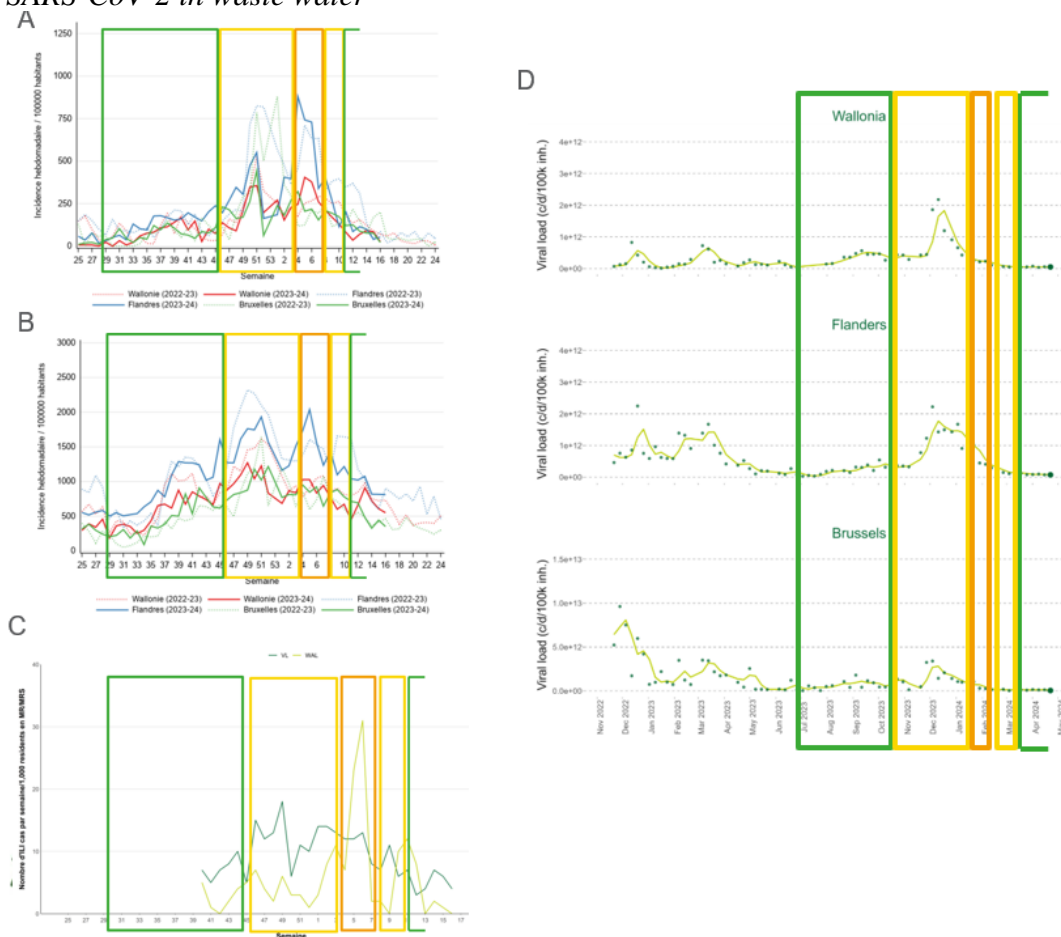 SARS-CoV-2 in waste water
A
Incidence hebdomadaire / 100000 habitants
1250
1000
750
500
250
0
25 27 29 31 33 35 37 39 41 43 45 47 49 51 2 4 6 8 10 12 14 16 18 20 22 24
Semaine
Wallonie (2022-23) Wallonie (2023-24) Flandres (2022-23)
Flandres (2023-24) Bruxelles (2022-23) Bruxelles (2023-24)
B
Incidence hebdomadaire / 100000 habitants
3000
2500
2000
1500
1000
500
0
25 27 29 31 33 35 37 39 41 43 45 47 49 51 2 4 6 10 12 14 16 18 20 22 24
Semaine
Wallonie (2022-23) Wallonie (2023-24) Flandres (2022-23)
Flandres (2023-24) Bruxelles (2022-23) Bruxelles (2023-24)
C
VL WAL
Nombre d'ILI cas par semaine/1,000 residents en MR/MRS
40
30
20
10
0
25 27 29 31 33 35 37 39 41 43 45 47 49 51 1 5 7 9 13 15 17
Semaine
D
Wallonia
Viral load (c/d/100k inh.)
4e+12
3e+12
2e+12
1e+12
0e+00
Flanders
Viral load (c/d/100k inh.)
4e+12
3e+12
2e+12
1e+12
0e+00
Brussels
Viral load (c/d/100k inh.)
1.5e+13
1.0e+13
5.0e+12
0.0e+00
Nov 2022 Dec 2022 Jan 2023 Feb 2023 Mar 2023 Apr 2023 May 2023 Jun 2023 Jul 2023 Aug 2023 Sep 2023 Oct 2023 Nov 2023 Dec 2023 Jan 2024 Feb 2024 Mar 2024 Apr 2024